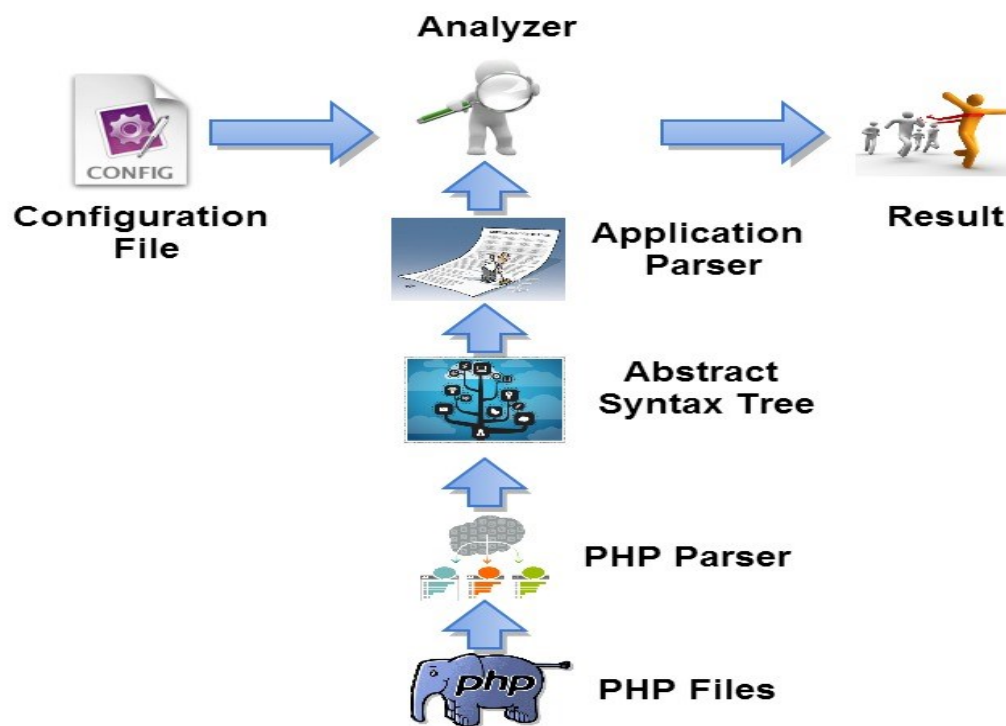 Analyzer
CONFIG
Configuration
File
Application
Parser
Result
Abstract
Syntax Tree
PHP Parser
php
PHP Files